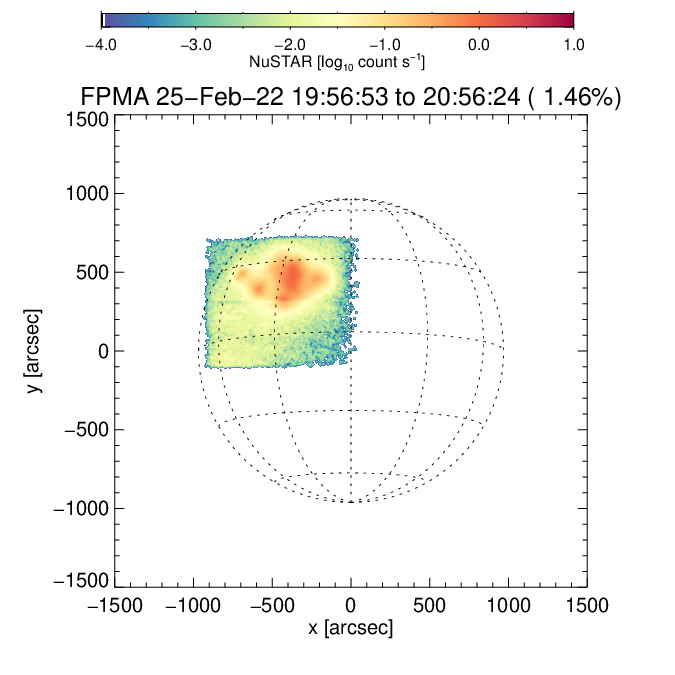 −4.0 −3.0 −2.0 −1.0 0.0 1.0
NuSTAR [log₁₀ count s⁻¹]
FPMA 25−Feb−22 19:56:53 to 20:56:24 ( 1.46%)
1500
1000
500
0
−500
−1000
−1500
y [arcsec]
−1500 −1000 −500 0 500 1000 1500
x [arcsec]